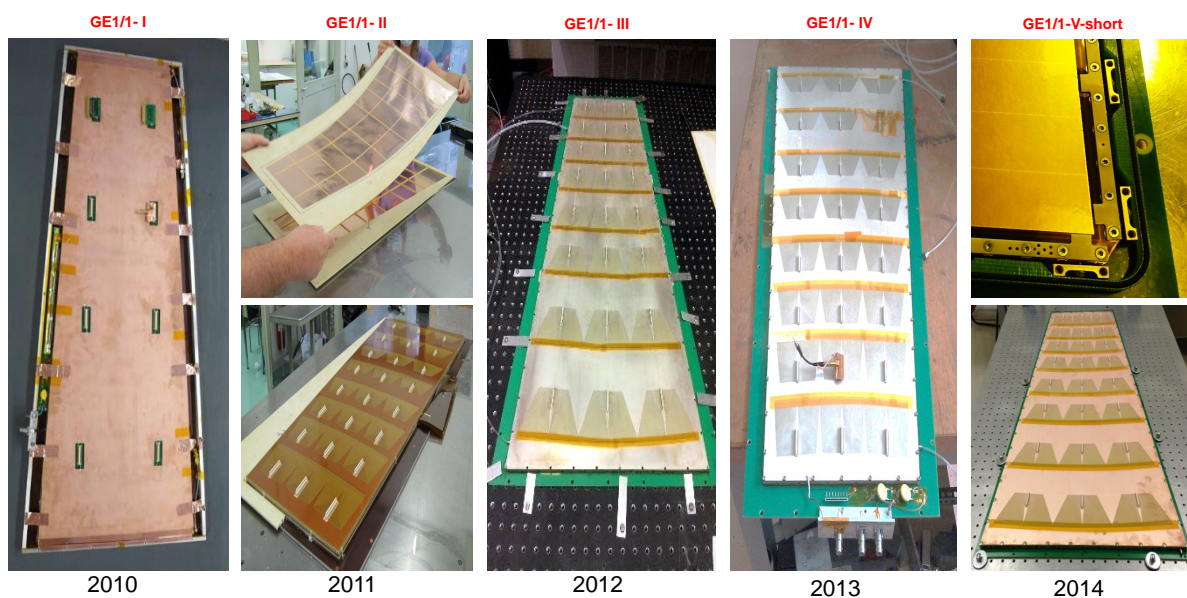 GE1/1- I
GE1/1- II
GE1/1- III
GE1/1- IV
GE1/1-V-short
2010
2011
2012
2013
2014